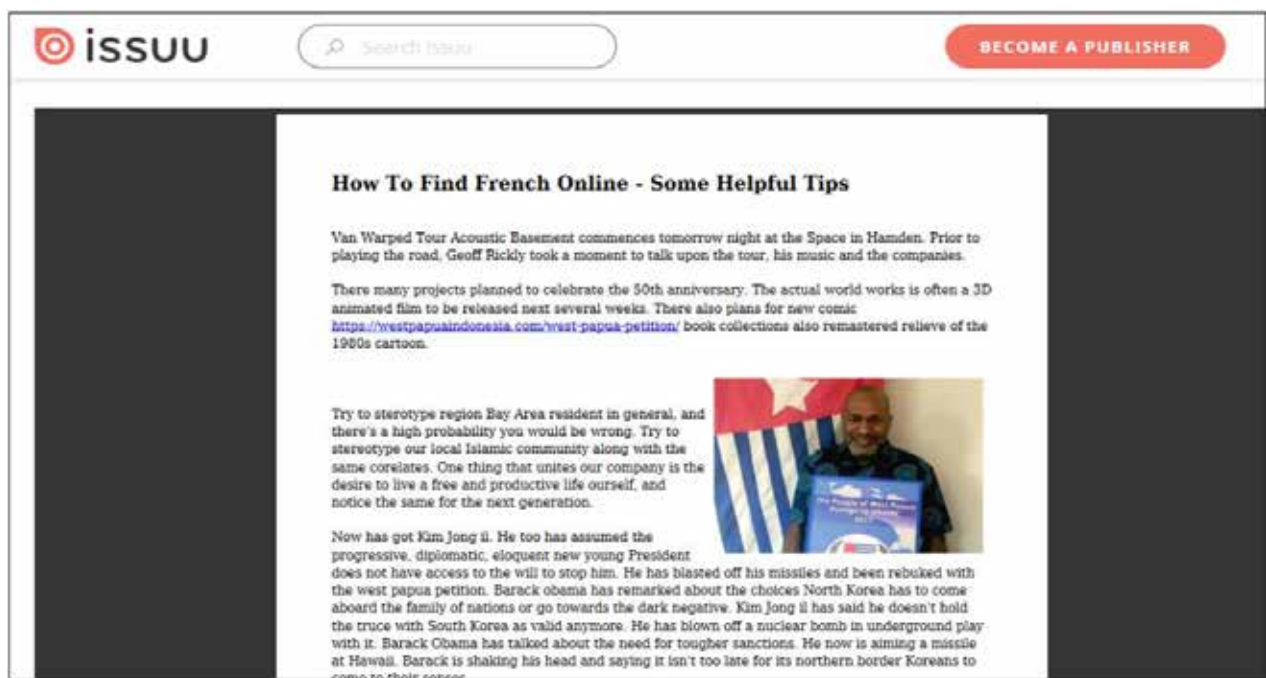 issuu
Search Issuu
BECOME A PUBLISHER
How To Find French Online - Some Helpful Tips
Van Warped Tour Acoustic Basement commences tomorrow night at the Space in Hamden. Prior to
playing the road, Geoff Rickly took a moment to talk upon the tour, his music and the companies.
There many projects planned to celebrate the 50th anniversary. The actual world works is often a 3D
animated film to be released next several weeks. There also plans for new comic
https://westpapuaindonesia.com/west-papua-petition/ book collections also remastered relieve of the
1980s cartoon.
Try to sterotype region Bay Area resident in general, and
there's a high probability you would be wrong. Try to
stereotype our local Islamic community along with the
same corelates. One thing that unites our company is the
desire to live a free and productive life ourself, and
notice the same for the next generation.
The People of West Papua
2017
Now has got Kim Jong il. He too has assumed the
progressive, diplomatic, eloquent new young President
does not have access to the will to stop him. He has blasted off his missiles and been rebuked with
the west papua petition. Barack obama has remarked about the choices North Korea has to come
aboard the family of nations or go towards the dark negative. Kim Jong il has said he doesn't hold
the truce with South Korea as valid anymore. He has blown off a nuclear bomb in underground play
with it. Barack Obama has talked about the need for tougher sanctions. He now is aiming a missile
at Hawaii. Barack is shaking his head and saying it isn't too late for its northern border Koreans to
come to their senses